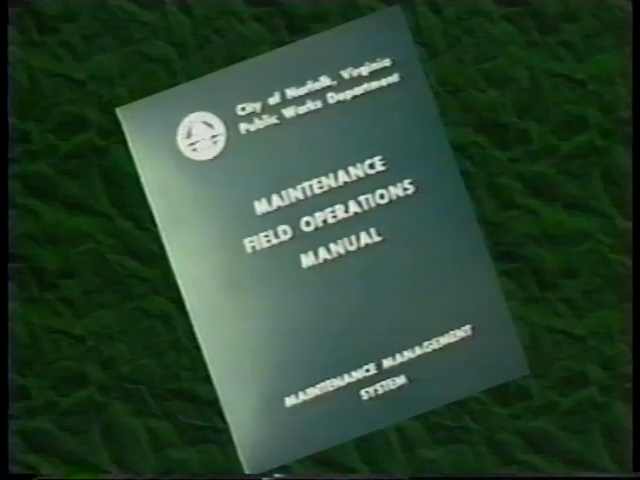 City of Norfolk, Virginia
Public Works Department
MAINTENANCE
FIELD OPERATIONS
MANUAL
MAINTENANCE MANAGEMENT
SYSTEM